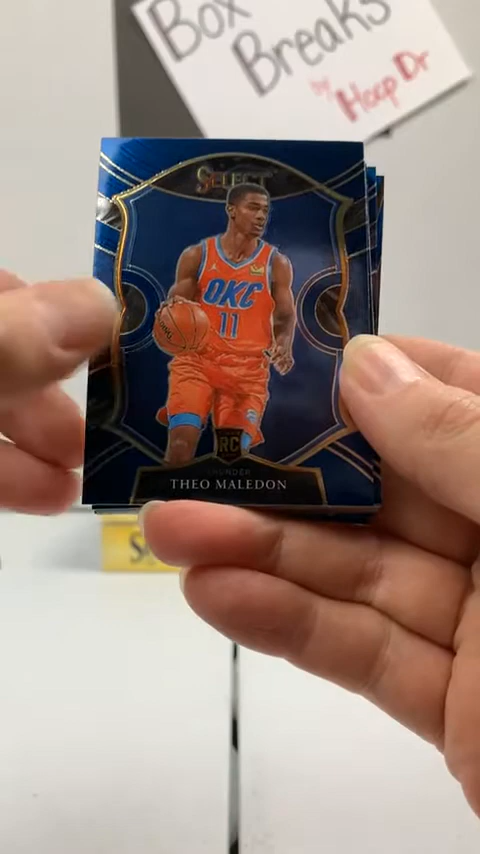 Box
Breaks
by
Hoop Dr
SELECT
OKC
11
RC
THUNDER
THEO MALEDON